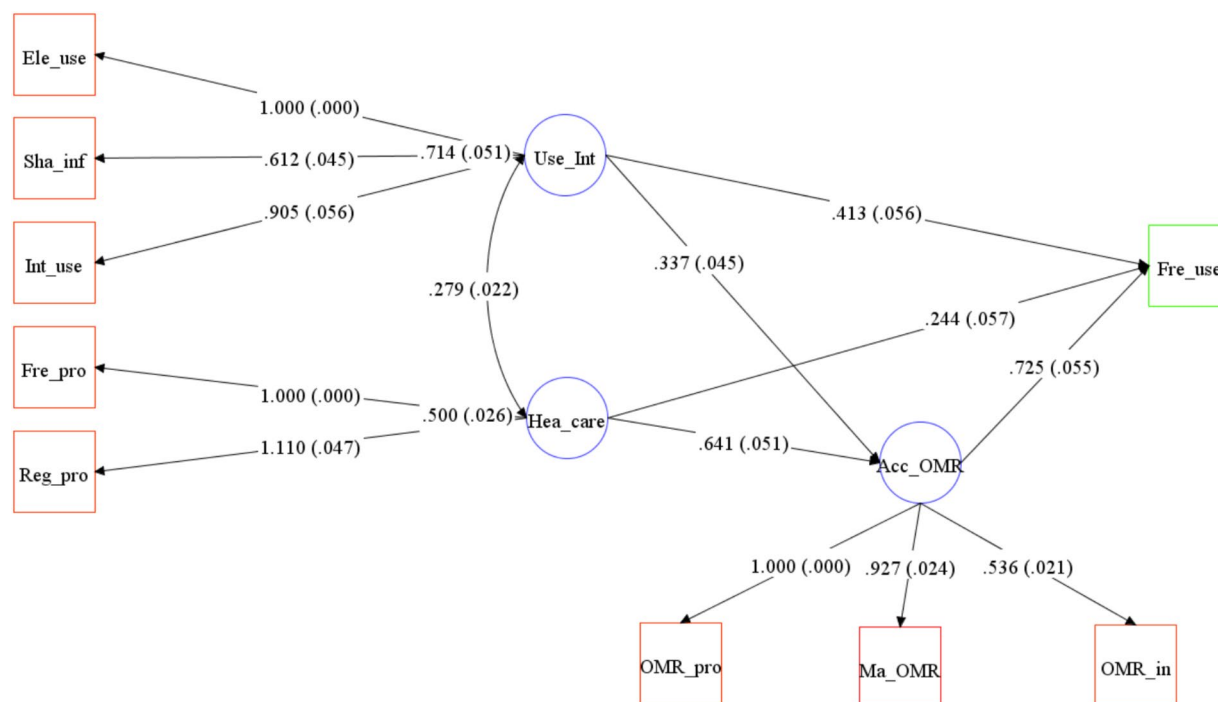 Ele_use
1.000 (.000)
Sha_inf
.612 (.045)
.714 (.051)
Use_Int
.905 (.056)
.413 (.056)
Int_use
.337 (.045)
Fre_use
.279 (.022)
.244 (.057)
Fre_pro
1.000 (.000)
.725 (.055)
.500 (.026)
Hea_care
1.110 (.047)
.641 (.051)
Reg_pro
Acc_OMR
1.000 (.000)
.927 (.024)
.536 (.021)
OMR_pro
Ma_OMR
OMR_in